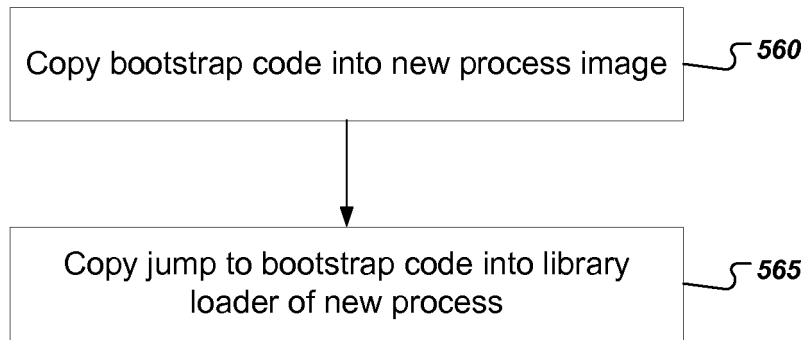 Copy bootstrap code into new process image
560
Copy jump to bootstrap code into library
loader of new process
565